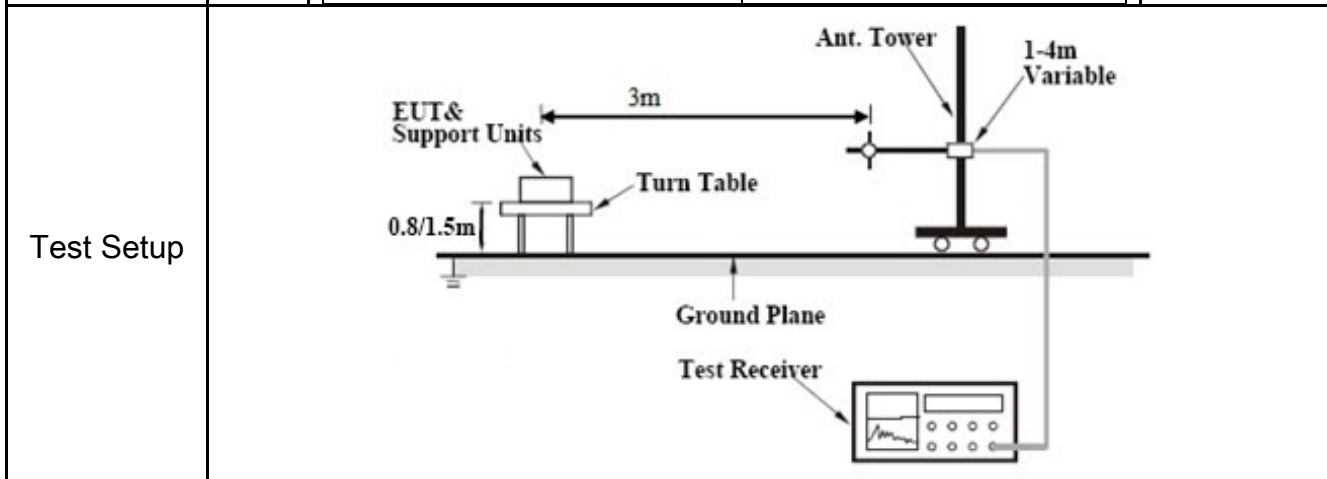 Test Setup
Ant. Tower
1-4m
Variable
3m
EUT&
Support Units
Turn Table
0.8/1.5m
Ground Plane
Test Receiver